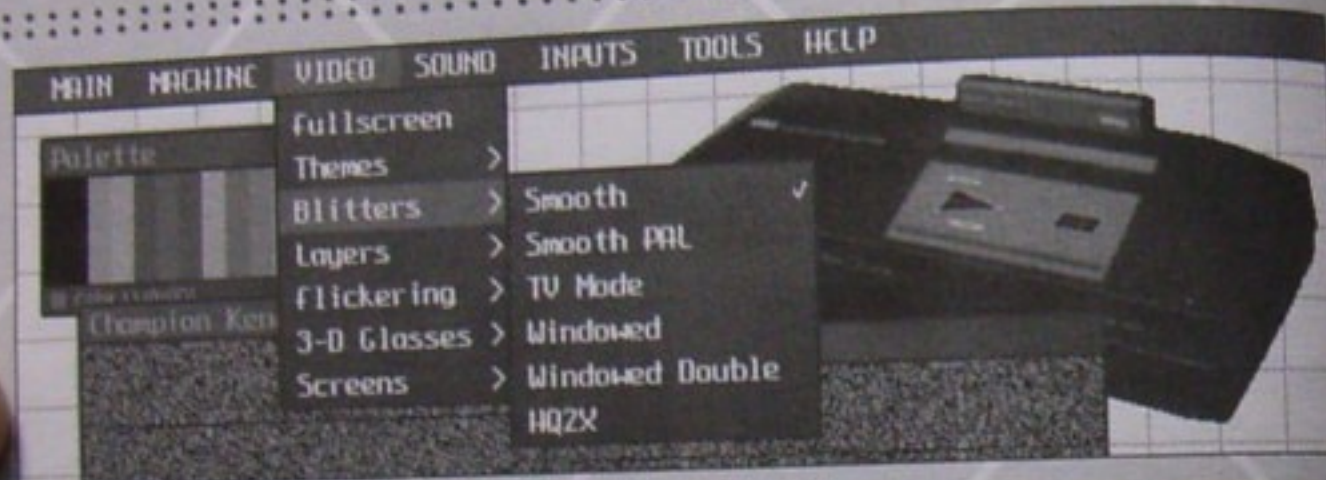 MAIN MACHINE VIDEO SOUND INPUTS TOOLS HELP
Palette
Champion Ken
Fullscreen
Themes >
Blitters >
Layers >
Flickering >
3-D Glasses >
Screens >
Smooth ✓
Smooth PAL
TV Mode
Windowed
Windowed Double
HQ2X